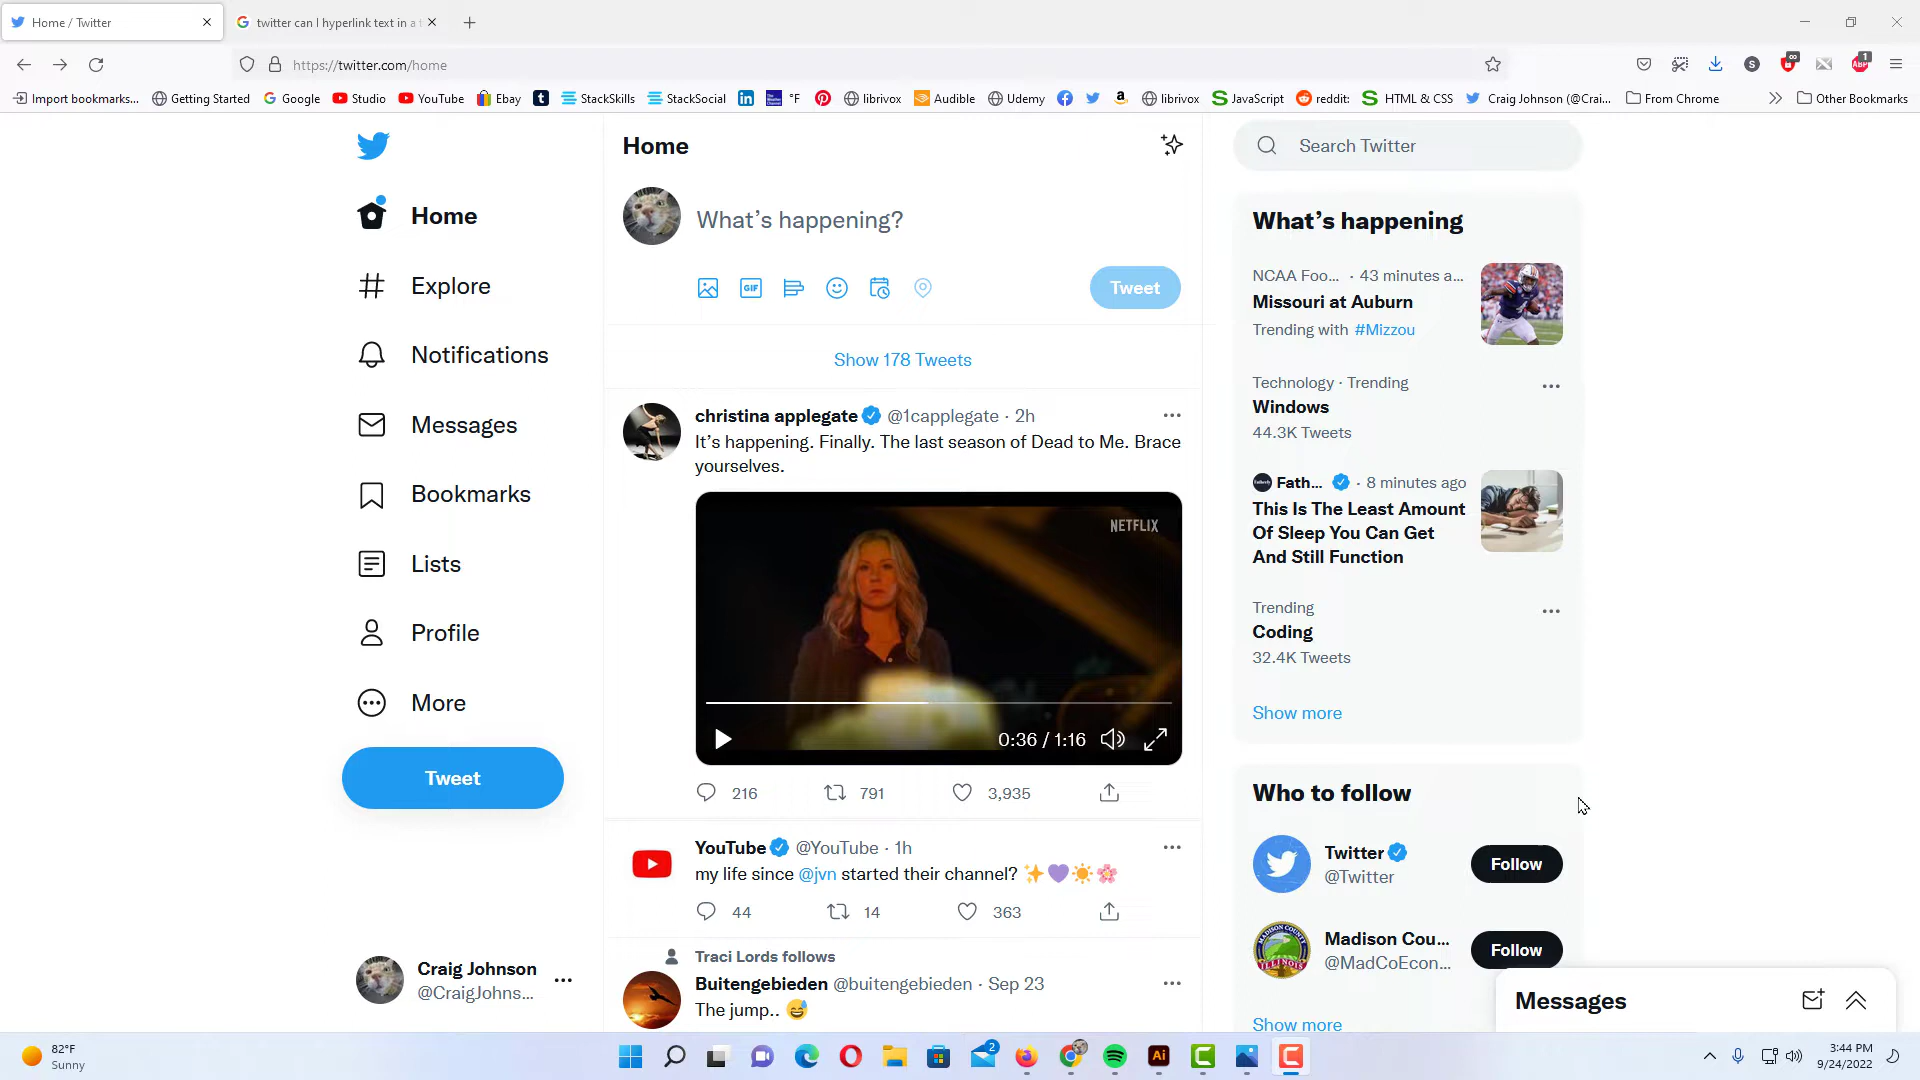 Home / Twitter
twitter can I hyperlink text in a t
https://twitter.com/home
Import bookmarks...
Getting Started
Google
Studio
YouTube
Ebay
°F
StackSkills
StackSocial
librivox
Audible
Udemy
librivox
JavaScript
reddit:
HTML & CSS
Craig Johnson (@Crai...
From Chrome
Other Bookmarks
Home
Explore
Notifications
Messages
Bookmarks
Lists
Profile
More
Tweet
Craig Johnson
@CraigJohns...
Home
What's happening?
GIF
Tweet
Show 178 Tweets
christina applegate @1capplegate · 2h
It's happening. Finally. The last season of Dead to Me. Brace
yourselves.
NETFLIX
0:36 / 1:16
216
791
3,935
YouTube @YouTube · 1h
my life since @jvn started their channel? ✨💜☀️🌸
44
14
363
Traci Lords follows
Buitengebieden @buitengebieden · Sep 23
The jump.. 😅
Search Twitter
What's happening
NCAA Foo... · 43 minutes a...
Missouri at Auburn
Trending with #Mizzou
Technology · Trending
Windows
44.3K Tweets
Fath... · 8 minutes ago
This Is The Least Amount
Of Sleep You Can Get
And Still Function
Trending
Coding
32.4K Tweets
Show more
Who to follow
Twitter
@Twitter
Follow
Madison Cou...
@MadCoEcon...
Follow
Show more
Messages
82°F
Sunny
2
Ai
3:44 PM
9/24/2022